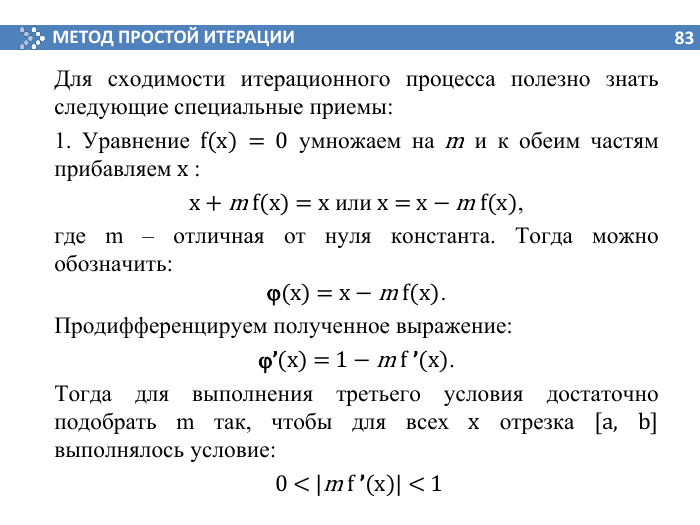 МЕТОД ПРОСТОЙ ИТЕРАЦИИ 83
Для сходимости итерационного процесса полезно знать
следующие специальные приемы:
1. Уравнение f(x) = 0 умножаем на m и к обеим частям
прибавляем x :
x + m f(x) = x или x = x − m f(x),
где m – отличная от нуля константа. Тогда можно
обозначить:
φ(x) = x − m f(x).
Продифференцируем полученное выражение:
φ’(x) = 1 − m f ’(x).
Тогда для выполнения третьего условия достаточно
подобрать m так, чтобы для всех x отрезка [a, b]
выполнялось условие:
0 < |m f ’(x)| < 1